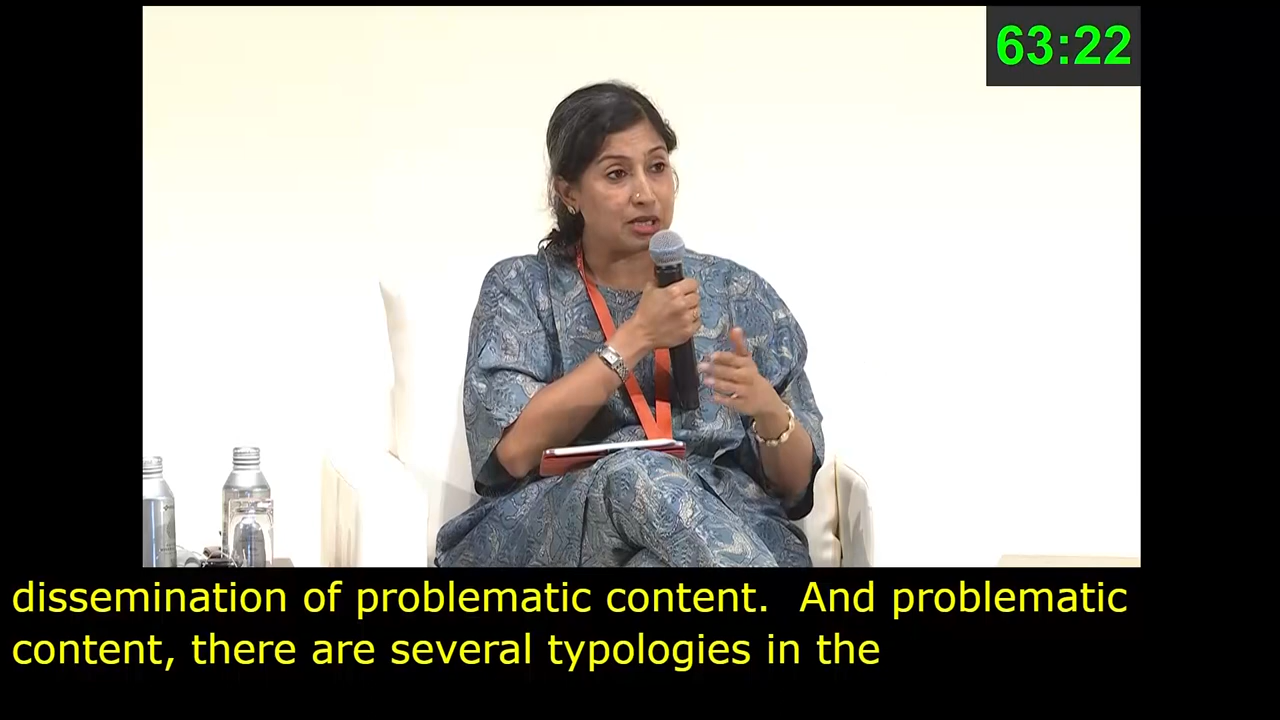 63:22
dissemination of problematic content.  And problematic
content, there are several typologies in the